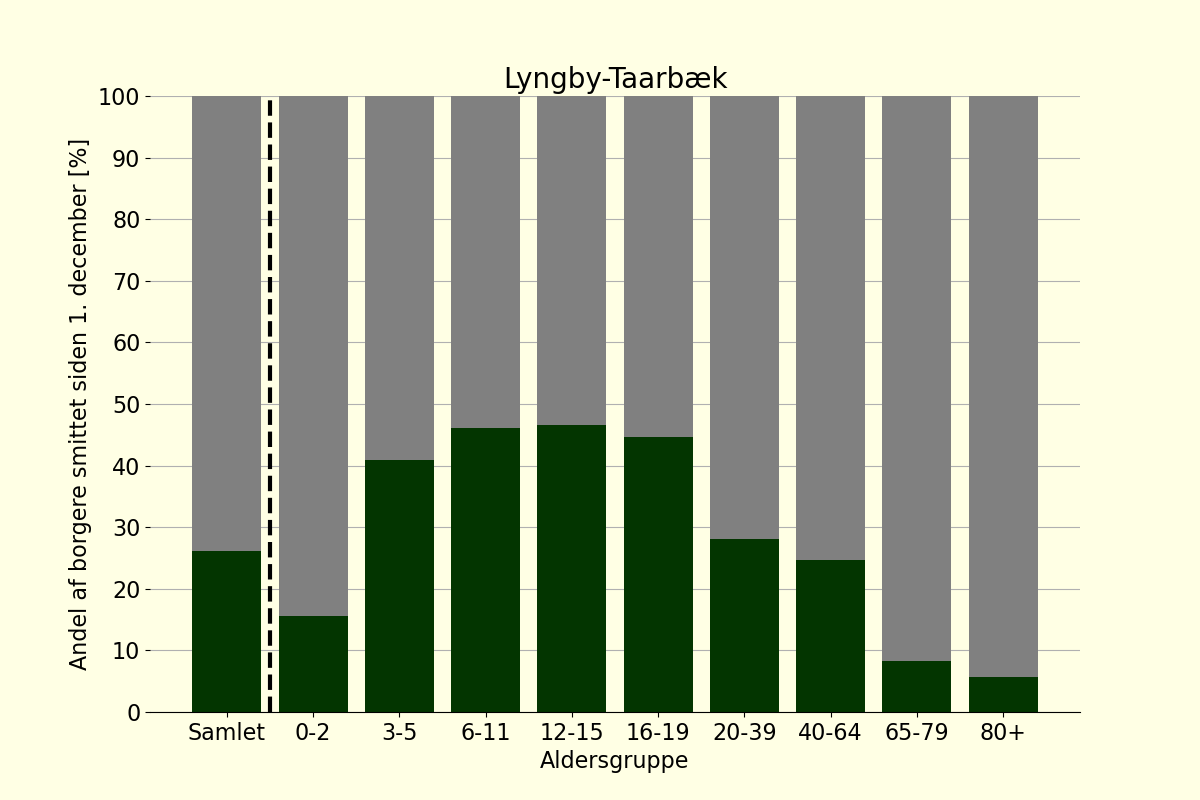 Lyngby-Taarbæk
Andel af borgere smittet siden 1. december [%]
100
90
80
70
60
50
40
30
20
10
0
Samlet 0-2 3-5 6-11 12-15 16-19 20-39 40-64 65-79 80+
Aldersgruppe